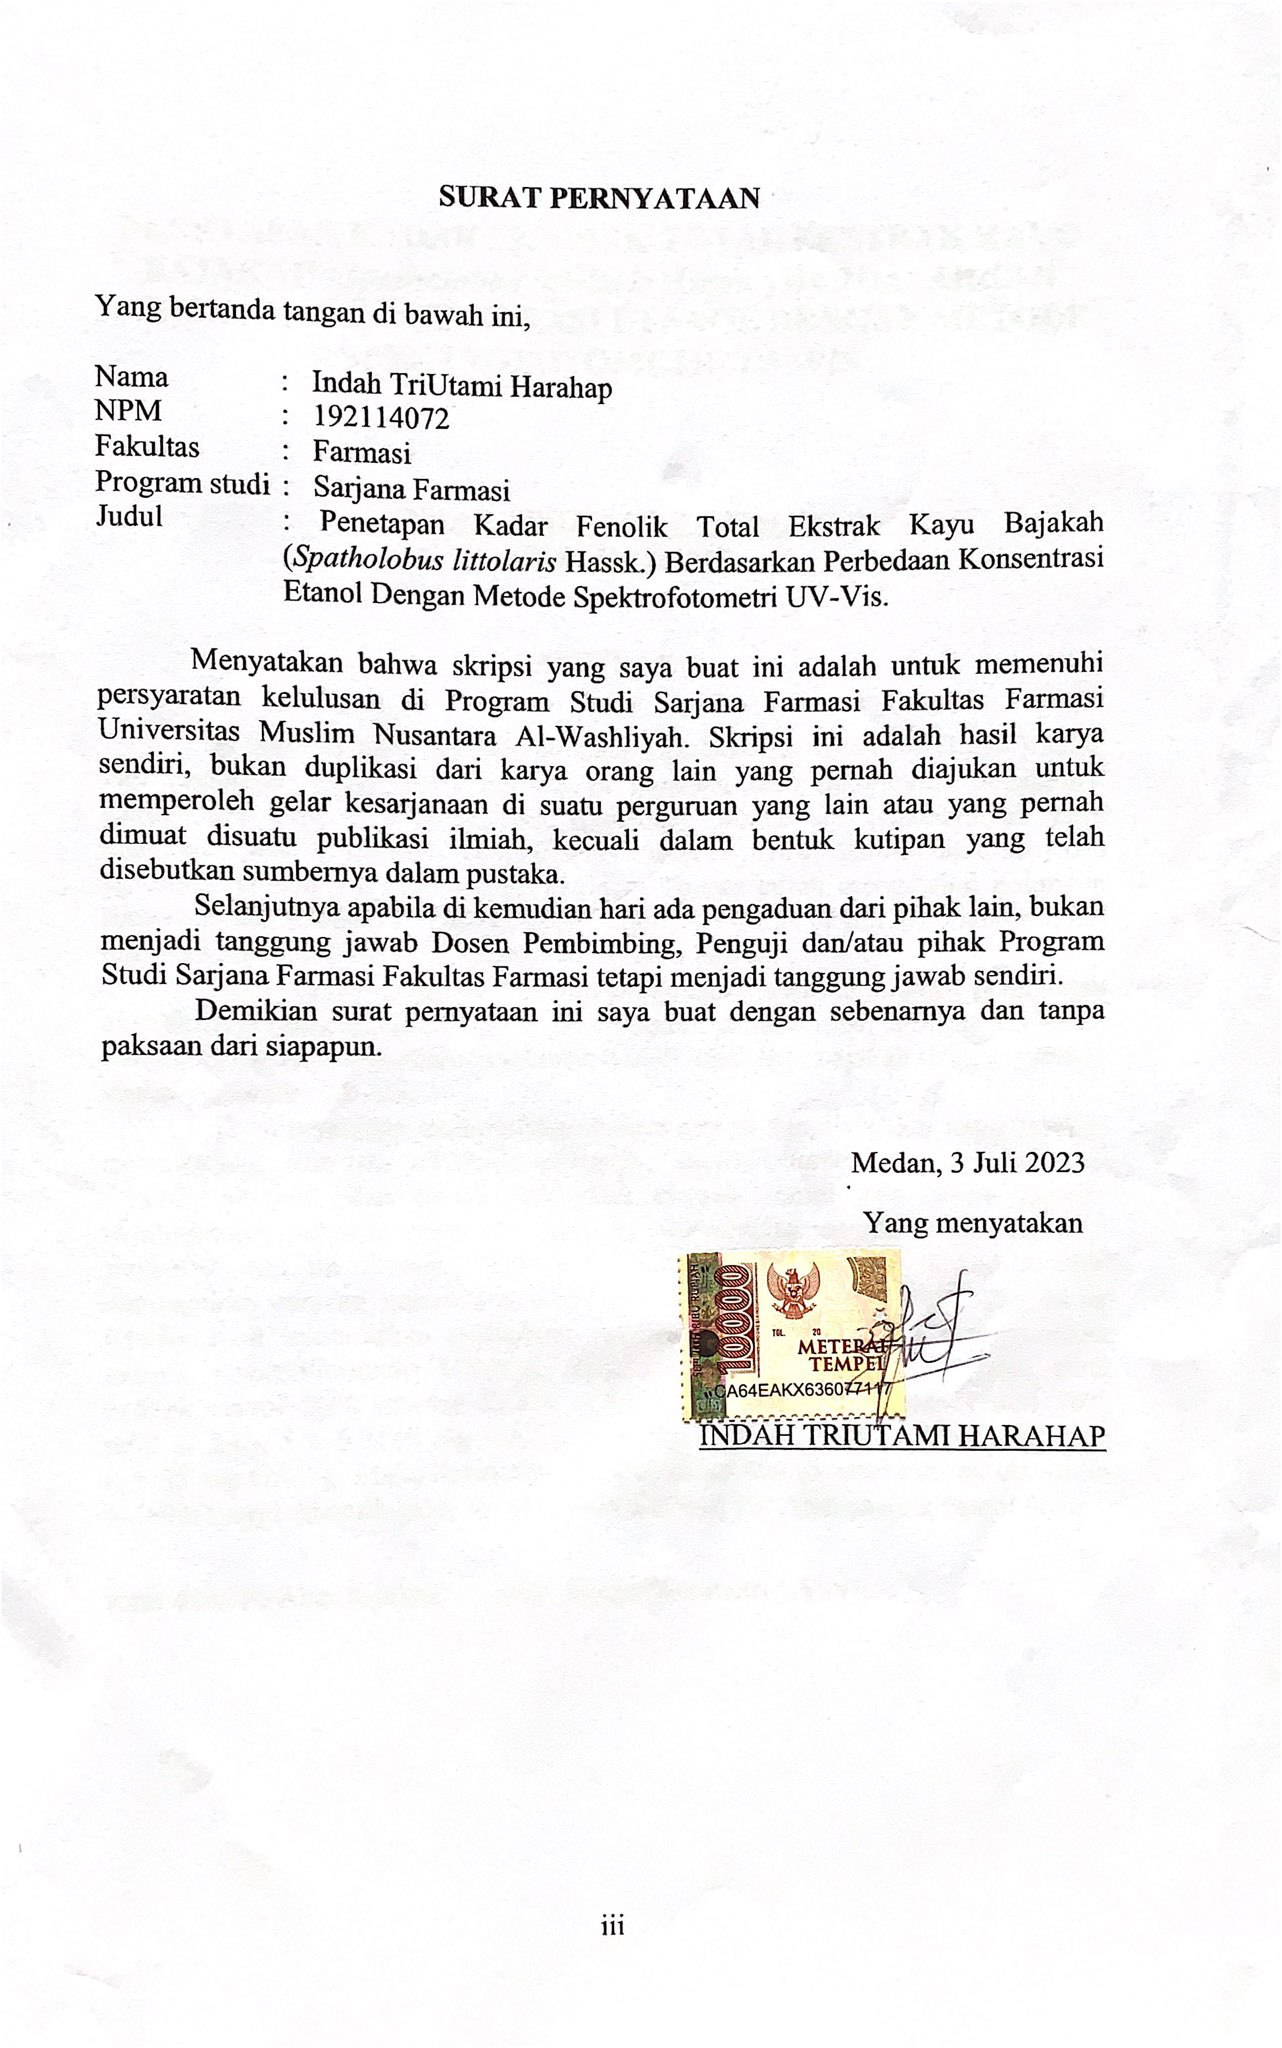 SURAT PERNYATAAN
Yang bertanda tangan di bawah ini,
Nama : Indah TriUtami Harahap
NPM : 192114072
Fakultas : Farmasi
Program studi : Sarjana Farmasi
Judul : Penetapan Kadar Fenolik Total Ekstrak Kayu Bajakah
(Spatholobus littolaris Hassk.) Berdasarkan Perbedaan Konsentrasi
Etanol Dengan Metode Spektrofotometri UV-Vis.
Menyatakan bahwa skripsi yang saya buat ini adalah untuk memenuhi
persyaratan kelulusan di Program Studi Sarjana Farmasi Fakultas Farmasi
Universitas Muslim Nusantara Al-Washliyah. Skripsi ini adalah hasil karya
sendiri, bukan duplikasi dari karya orang lain yang pernah diajukan untuk
memperoleh gelar kesarjanaan di suatu perguruan yang lain atau yang pernah
dimuat disuatu publikasi ilmiah, kecuali dalam bentuk kutipan yang telah
disebutkan sumbernya dalam pustaka.
Selanjutnya apabila di kemudian hari ada pengaduan dari pihak lain, bukan
menjadi tanggung jawab Dosen Pembimbing, Penguji dan/atau pihak Program
Studi Sarjana Farmasi Fakultas Farmasi tetapi menjadi tanggung jawab sendiri.
Demikian surat pernyataan ini saya buat dengan sebenarnya dan tanpa
paksaan dari siapapun.
Medan, 3 Juli 2023
Yang menyatakan
10000
TGL. 20
METERAI
TEMPEL
CA64EAKX636077117
INDAH TRIUTAMI HARAHAP
iii